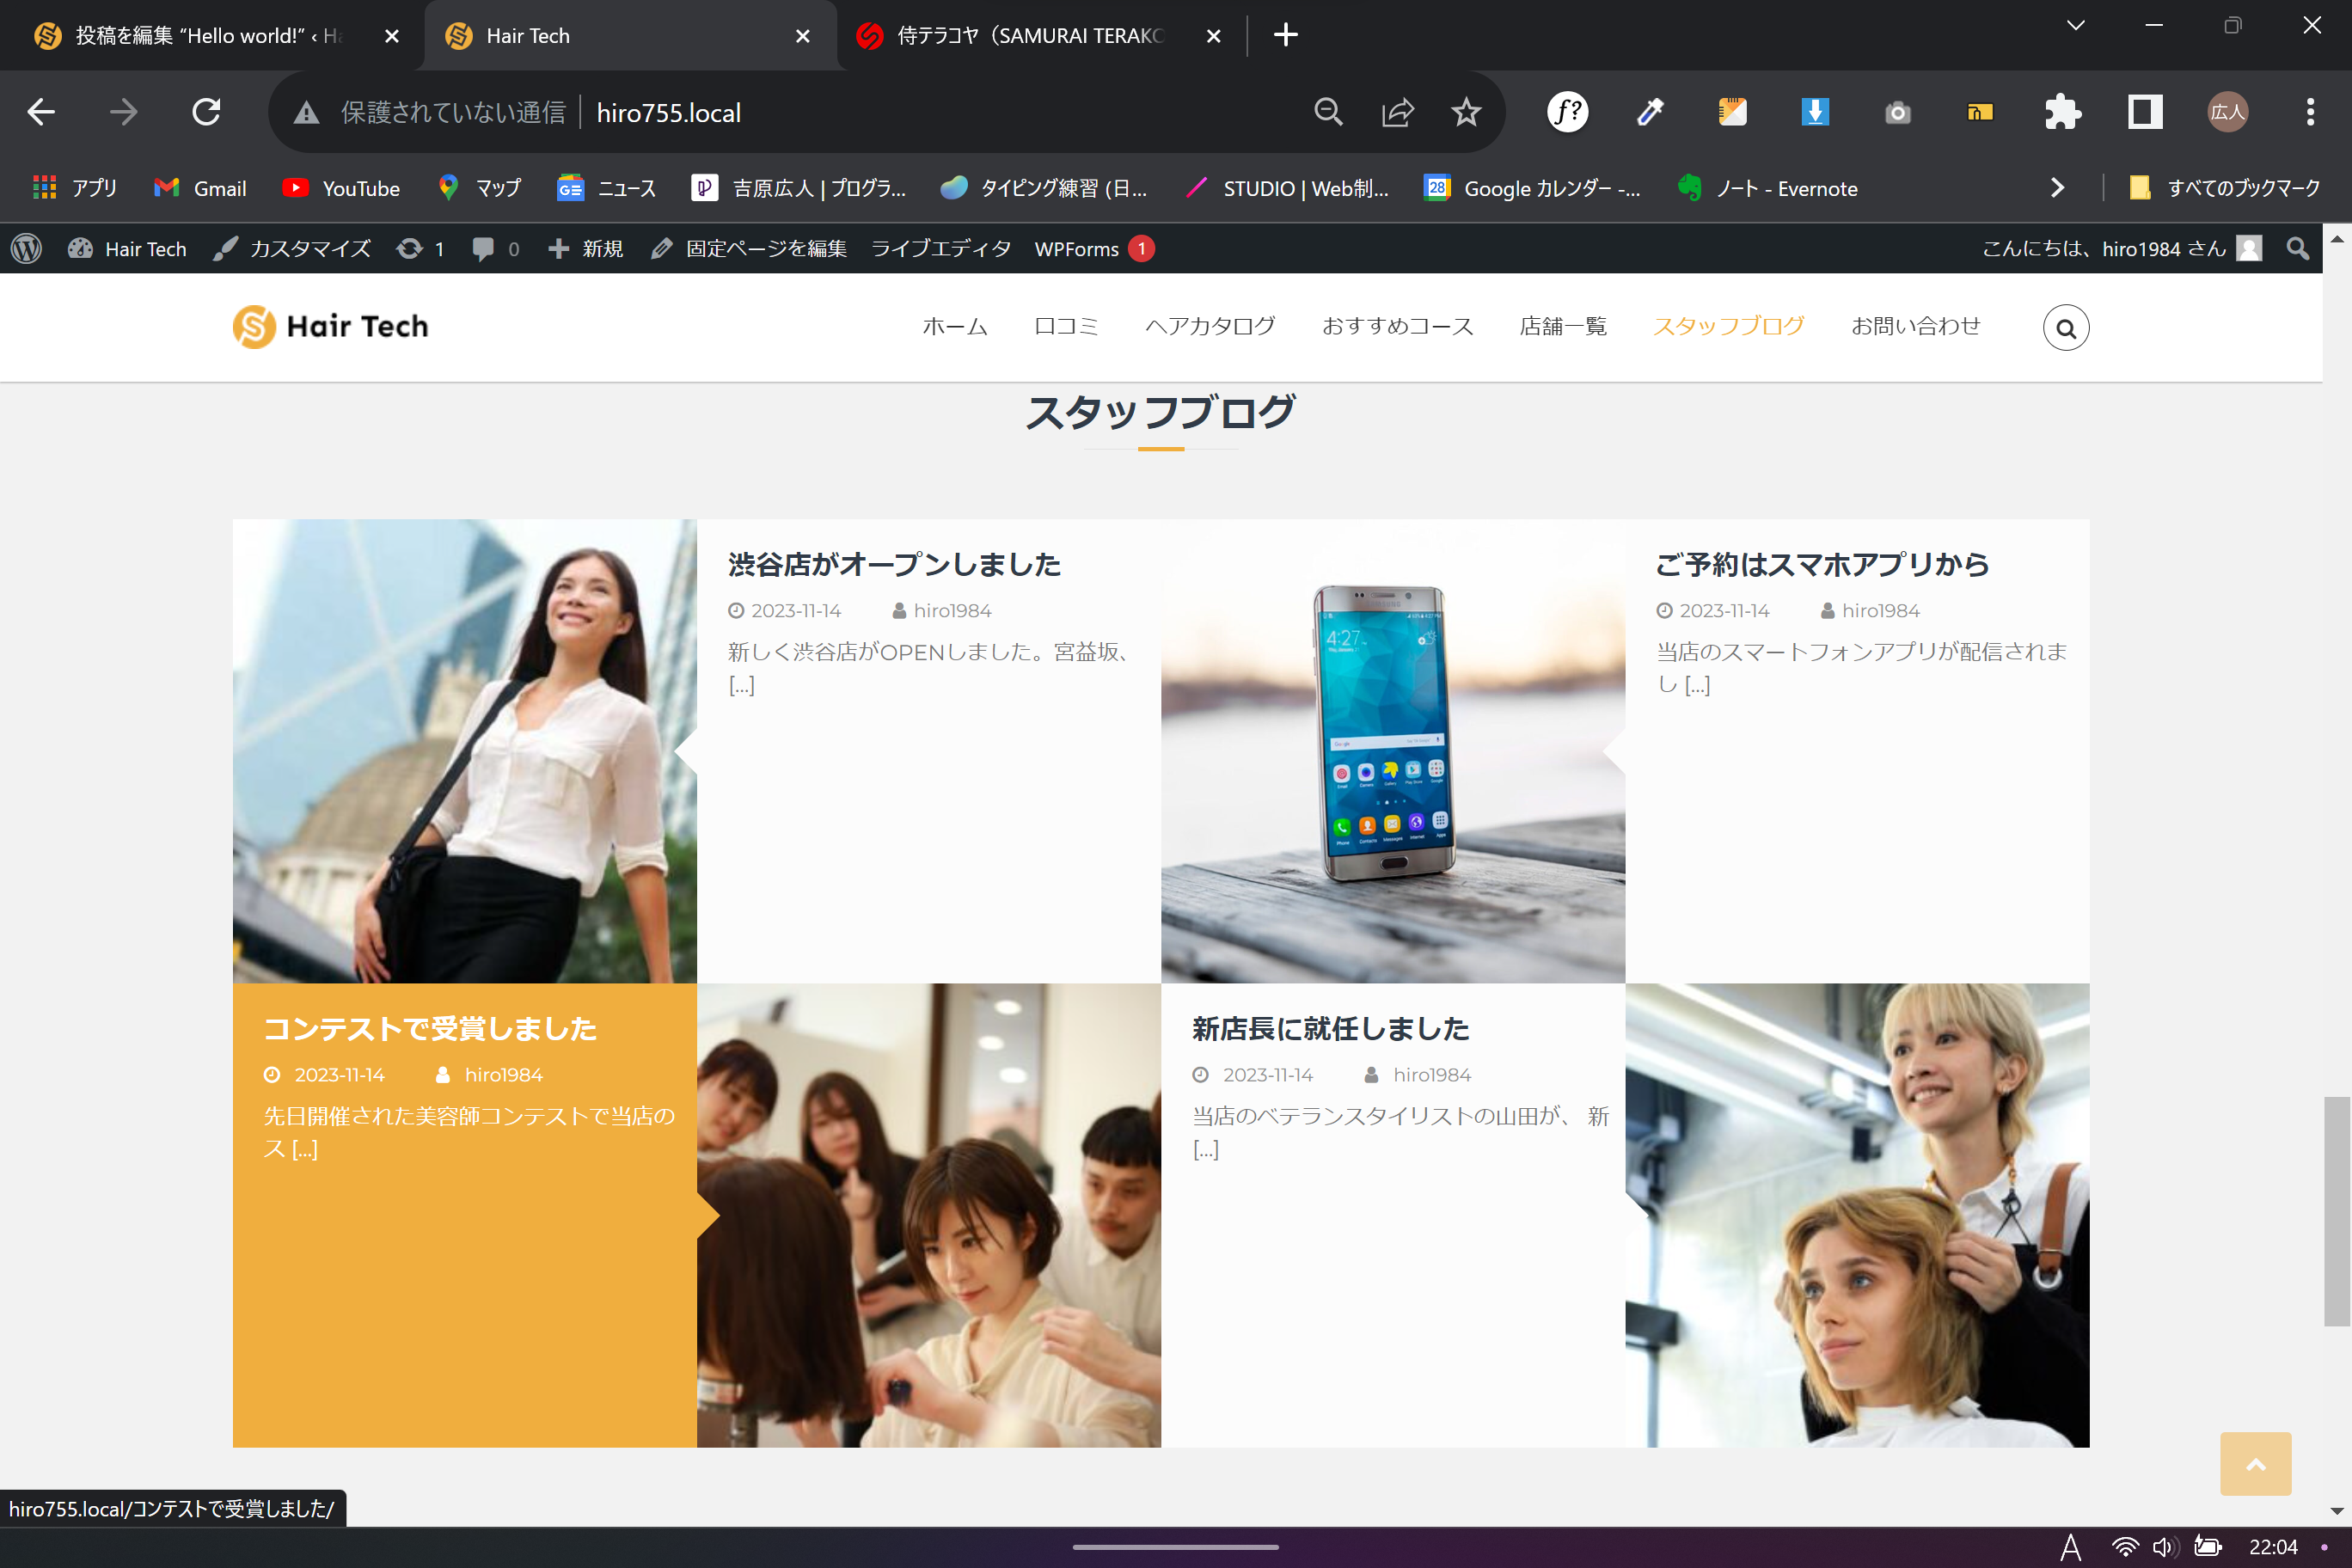 投稿を編集 “Hello world!” ‹ Ha
Hair Tech
侍テラコヤ（SAMURAI TERAKO
保護されていない通信
hiro755.local
f?
広人
アプリ
Gmail
YouTube
マップ
ニュース
吉原広人 | プログラ...
タイピング練習 (日...
STUDIO | Web制...
28
Google カレンダー -...
ノート - Evernote
すべてのブックマーク
Hair Tech
カスタマイズ
1
0
新規
固定ページを編集
ライブエディタ
WPForms
1
こんにちは、hiro1984 さん
Hair Tech
ホーム
口コミ
ヘアカタログ
おすすめコース
店舗一覧
スタッフブログ
お問い合わせ
スタッフブログ
渋谷店がオープンしました
2023-11-14 hiro1984
新しく渋谷店がOPENしました。宮益坂、
[…]
SAMSUNG
4:27
Google
ご予約はスマホアプリから
2023-11-14 hiro1984
当店のスマートフォンアプリが配信されま
し […]
コンテストで受賞しました
2023-11-14 hiro1984
先日開催された美容師コンテストで当店の
ス […]
新店長に就任しました
2023-11-14 hiro1984
当店のベテランスタイリストの山田が、 新
[…]
hiro755.local/コンテストで受賞しました/
A
22:04